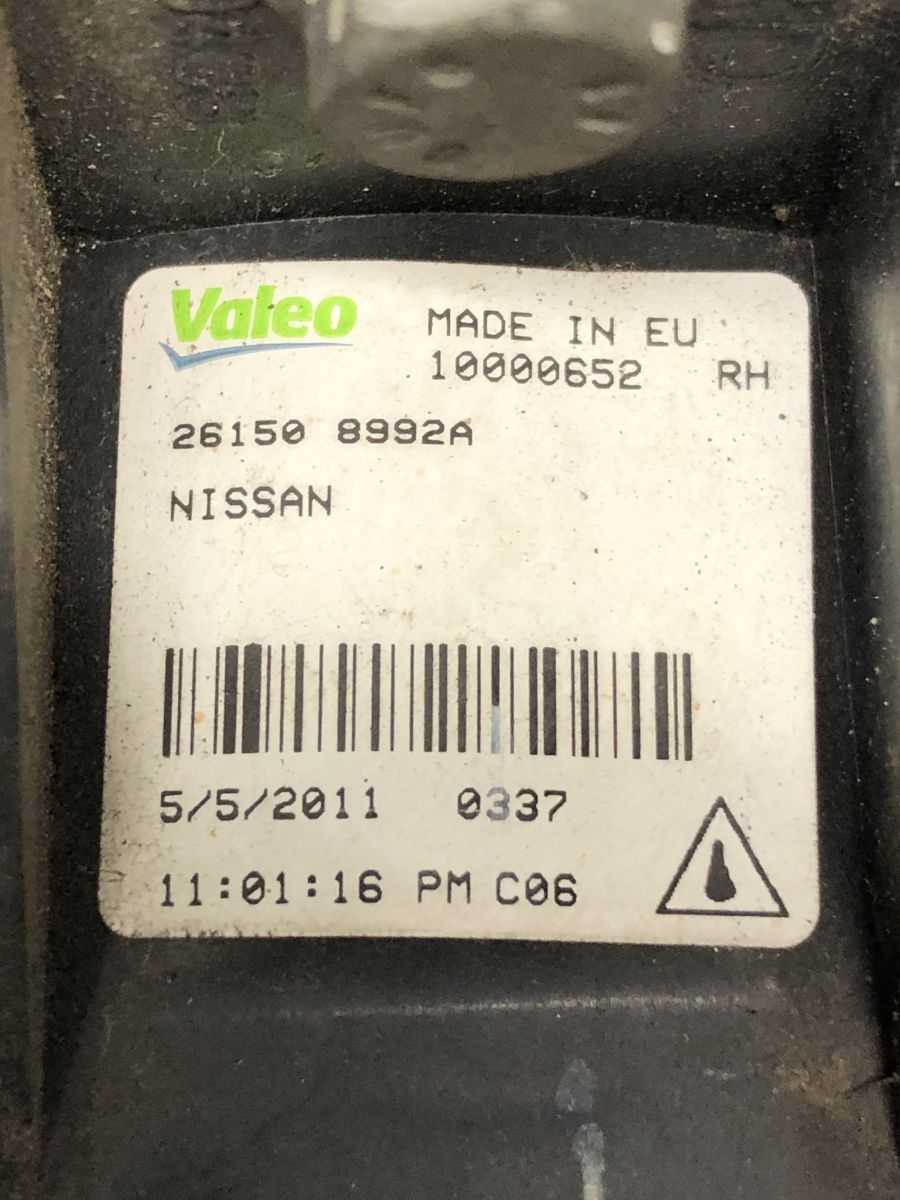 Valeo
MADE IN EU
10000652 RH
26150 8992A
NISSAN
5/5/2011 0337
11:01:16 PM C06